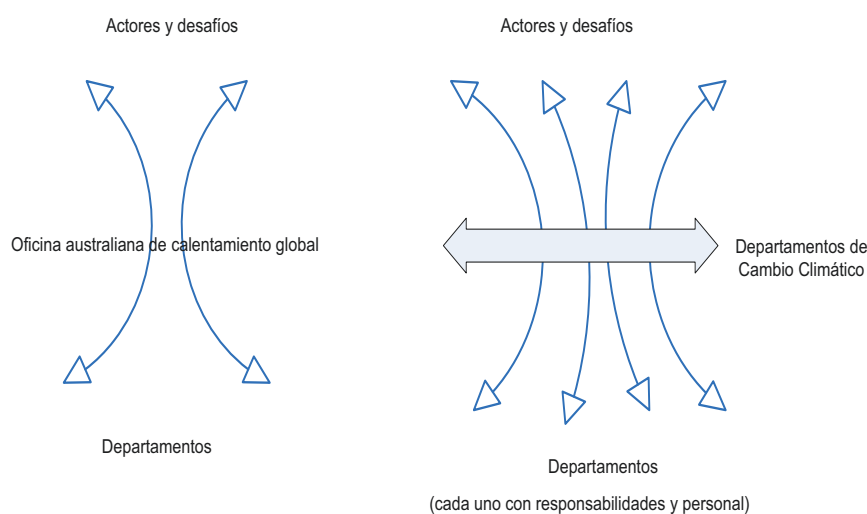 Actores y desafíos
Oficina australiana de calentamiento global
Departamentos
Actores y desafíos
Departamentos de
Cambio Climático
Departamentos
(cada uno con responsabilidades y personal)